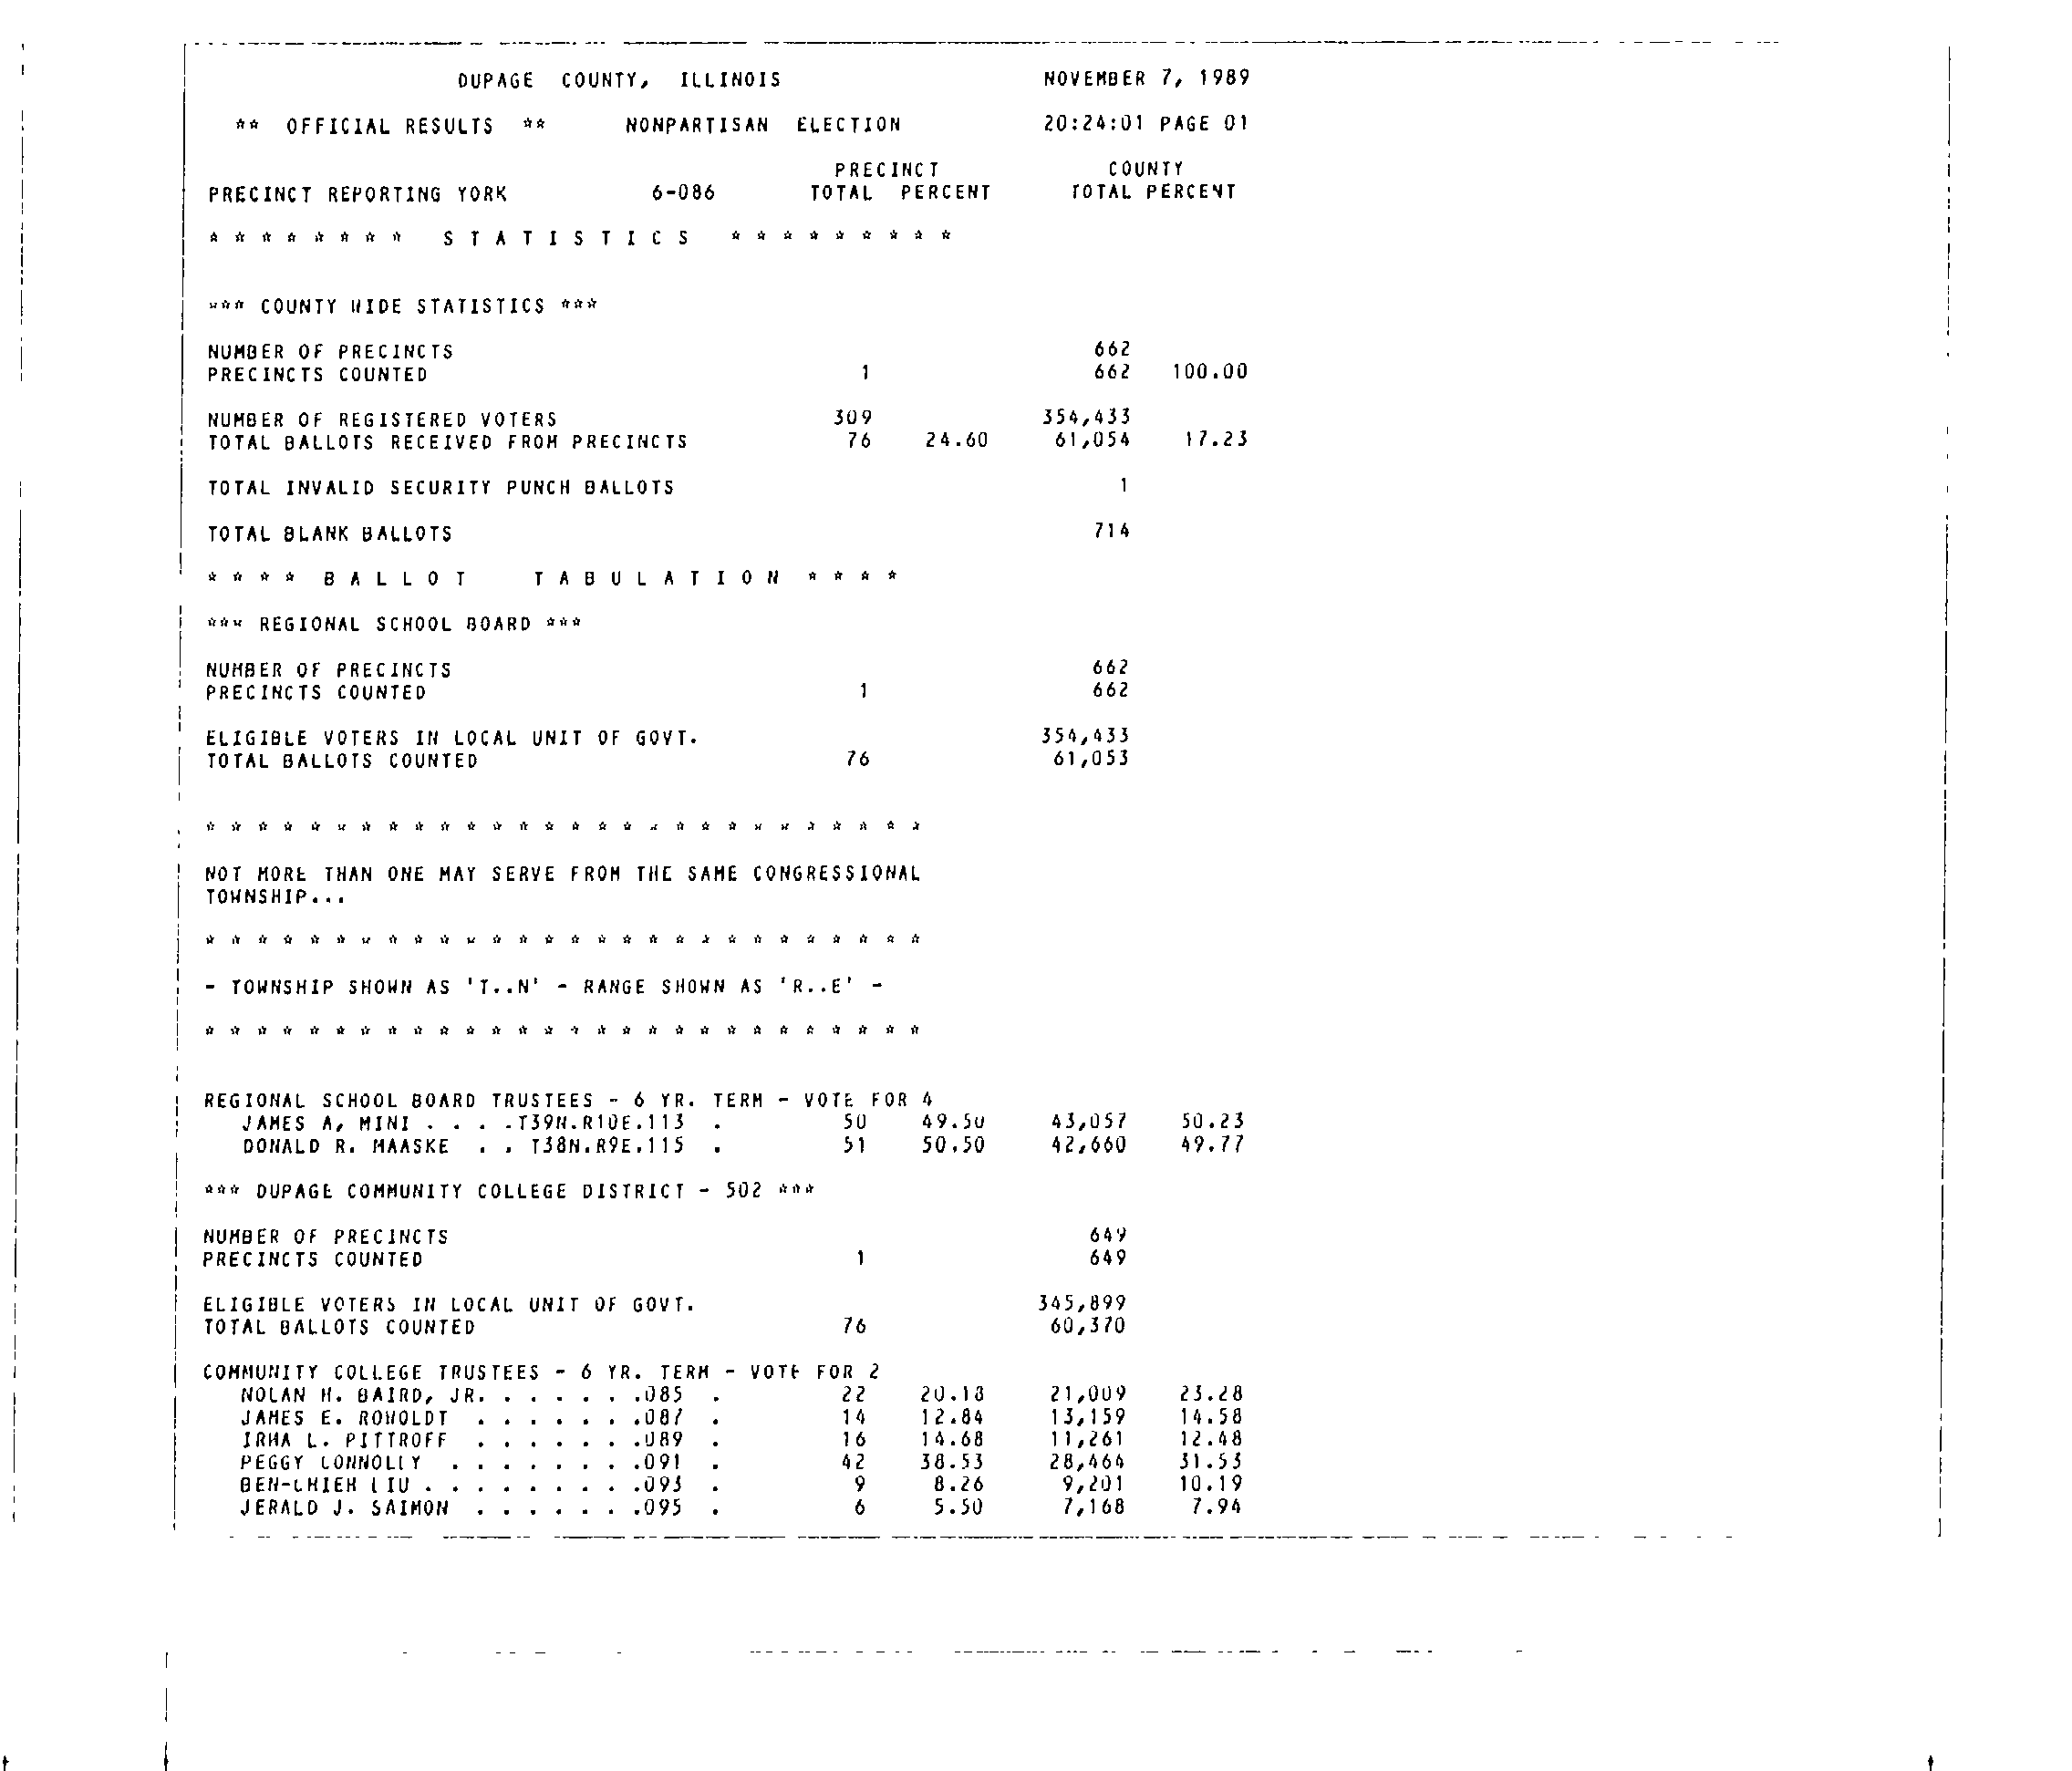 DUPAGE COUNTY, ILLINOIS NOVEMBER 7, 1989
** OFFICIAL RESULTS ** NONPARTISAN ELECTION 20:24:01 PAGE 01
PRECINCT COUNTY
PRECINCT REPORTING YORK 6-086 TOTAL PERCENT TOTAL PERCENT
* * * * * * * * S T A T I S T I C S * * * * * * * * *
*** COUNTY WIDE STATISTICS ***
NUMBER OF PRECINCTS 662
PRECINCTS COUNTED 1 662 100.00
NUMBER OF REGISTERED VOTERS 309 354,433
TOTAL BALLOTS RECEIVED FROM PRECINCTS 76 24.60 61,054 17.23
TOTAL INVALID SECURITY PUNCH BALLOTS 1
TOTAL BLANK BALLOTS 714
* * * * B A L L O T T A B U L A T I O N * * * *
*** REGIONAL SCHOOL BOARD ***
NUMBER OF PRECINCTS 662
PRECINCTS COUNTED 1 662
ELIGIBLE VOTERS IN LOCAL UNIT OF GOVT. 354,433
TOTAL BALLOTS COUNTED 76 61,053
* * * * * * * * * * * * * * * * * * * * * * * * * * * *
NOT MORE THAN ONE MAY SERVE FROM THE SAME CONGRESSIONAL
TOWNSHIP...
* * * * * * * * * * * * * * * * * * * * * * * * * * * *
- TOWNSHIP SHOWN AS 'T..N' - RANGE SHOWN AS 'R..E' -
* * * * * * * * * * * * * * * * * * * * * * * * * * * *
REGIONAL SCHOOL BOARD TRUSTEES - 6 YR. TERM - VOTE FOR 4
JAMES A. MINI . . . .T39N.R10E.113 . 50 49.50 43,057 50.23
DONALD R. MAASKE . . T38N.R9E.115 . 51 50.50 42,660 49.77
*** DUPAGE COMMUNITY COLLEGE DISTRICT - 502 ***
NUMBER OF PRECINCTS 649
PRECINCTS COUNTED 1 649
ELIGIBLE VOTERS IN LOCAL UNIT OF GOVT. 345,899
TOTAL BALLOTS COUNTED 76 60,370
COMMUNITY COLLEGE TRUSTEES - 6 YR. TERM - VOTE FOR 2
NOLAN H. BAIRD, JR. . . . . . .085 . 22 20.18 21,009 23.28
JAMES E. ROWOLDT . . . . . . .087 . 14 12.84 13,159 14.58
IRMA L. PITTROFF . . . . . . .089 . 16 14.68 11,261 12.48
PEGGY CONNOLLY . . . . . . . .091 . 42 38.53 28,464 31.53
BEN-CHIEH LIU . . . . . . . . .093 . 9 8.26 9,201 10.19
JERALD J. SAIMON . . . . . . .095 . 6 5.50 7,168 7.94